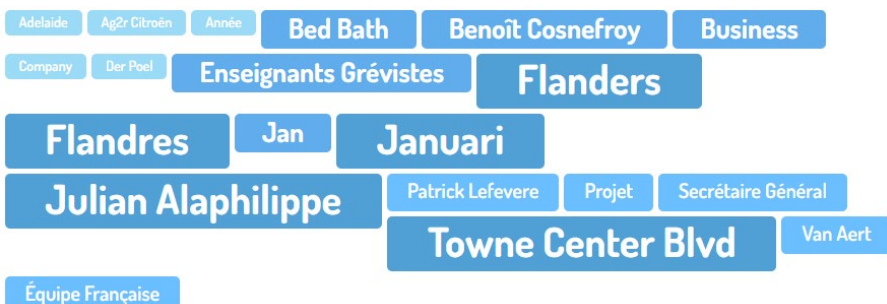 Adelaide Ag2r Citroën Année Bed Bath Benoît Cosnefroy Business
Company Der Poel Enseignants Grévistes Flanders
Flandres Jan Januari
Julian Alaphilippe Patrick Lefevere Projet Secrétaire Général
Towne Center Blvd Van Aert
Équipe Française